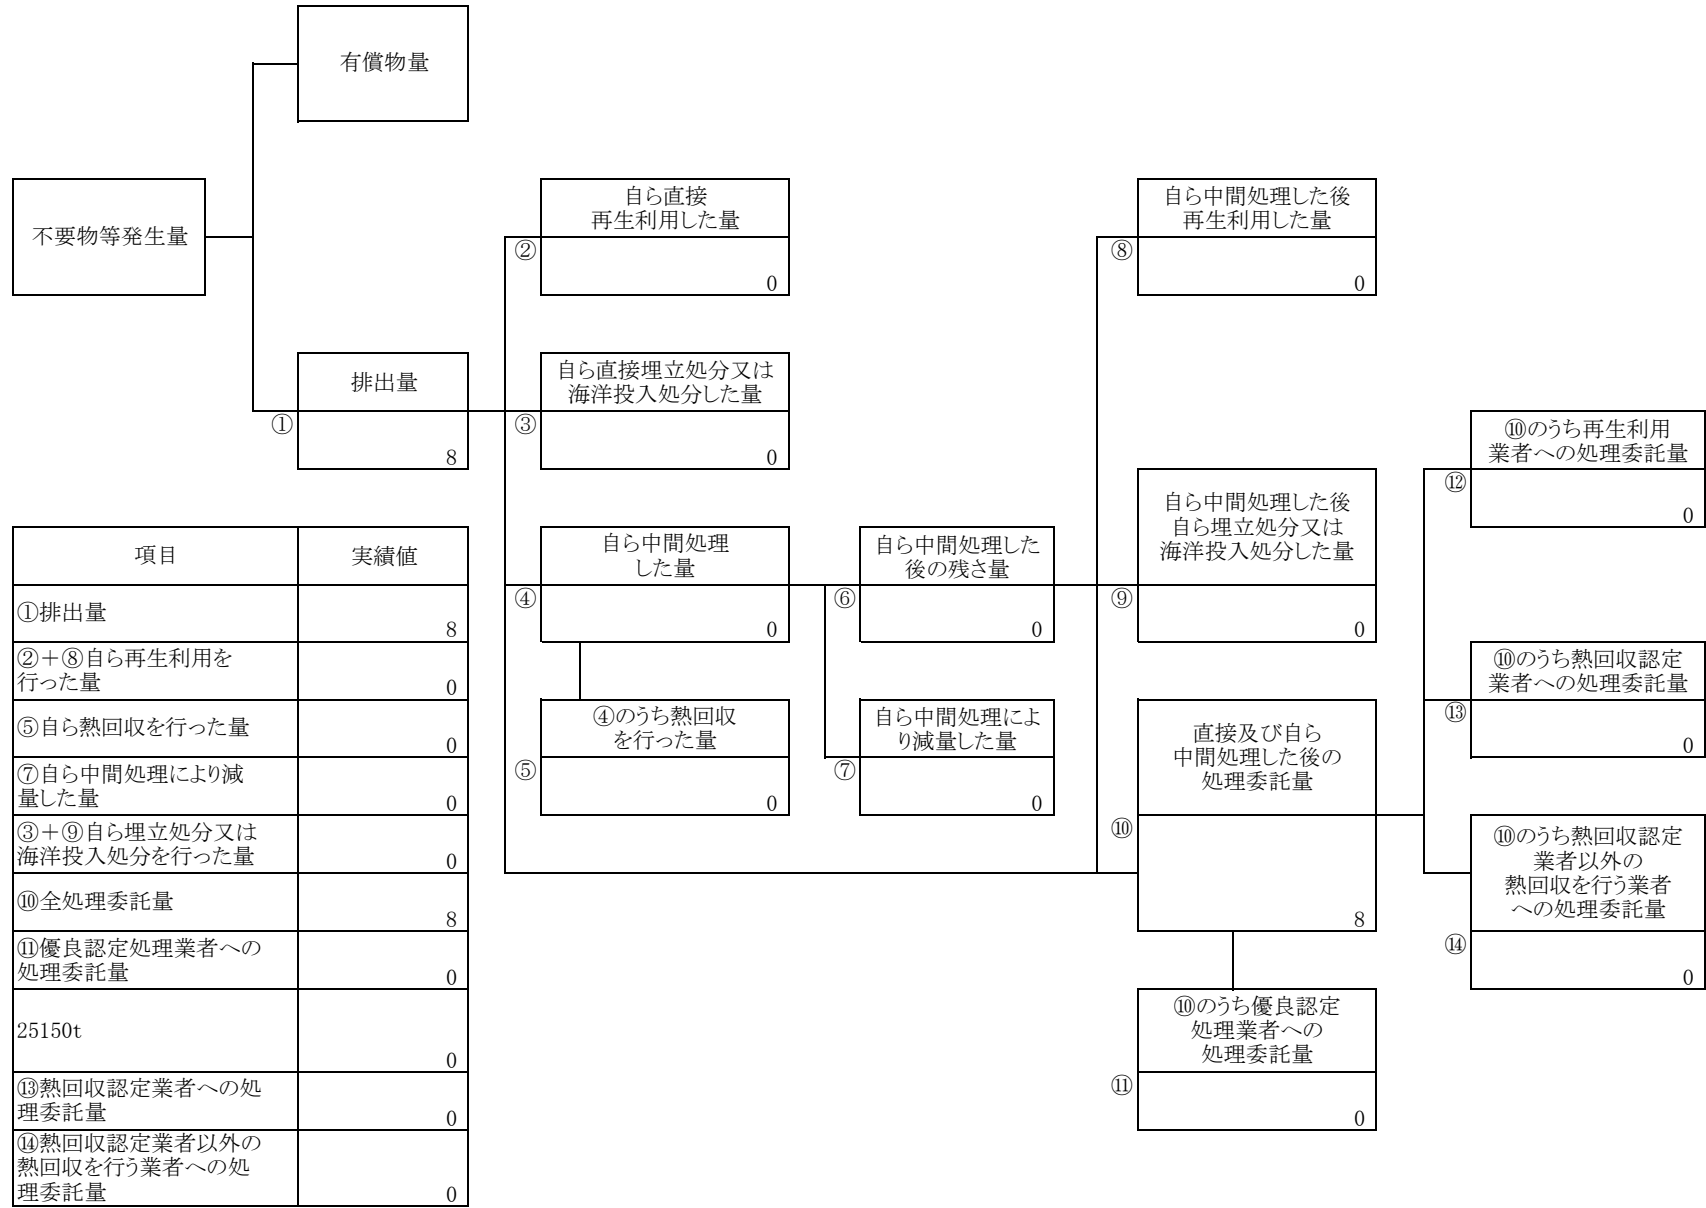 有償物量
不要物等発生量
自ら直接
再生利用した量
②
0
自ら中間処理した後
再生利用した量
⑧
0
排出量
①
8
自ら直接埋立処分又は
海洋投入処分した量
③
0
⑩のうち再生利用
業者への処理委託量
⑫
0
自ら中間処理した後
自ら埋立処分又は
海洋投入処分した量
⑨
0
自ら中間処理
した量
④
0
自ら中間処理した
後の残さ量
⑥
0
⑩のうち熱回収認定
業者への処理委託量
⑬
0
④のうち熱回収
を行った量
⑤
0
自ら中間処理によ
り減量した量
⑦
0
直接及び自ら
中間処理した後の
処理委託量
⑩
8
⑩のうち熱回収認定
業者以外の
熱回収を行う業者
への処理委託量
⑭
0
⑩のうち優良認定
処理業者への
処理委託量
⑪
0
項目
実績値
①排出量
8
②＋⑧自ら再生利用を
行った量
0
⑤自ら熱回収を行った量
0
⑦自ら中間処理により減
量した量
0
③＋⑨自ら埋立処分又は
海洋投入処分を行った量
0
⑩全処理委託量
8
⑪優良認定処理業者への
処理委託量
0
25150t
0
⑬熱回収認定業者への処
理委託量
0
⑭熱回収認定業者以外の
熱回収を行う業者への処
理委託量
0